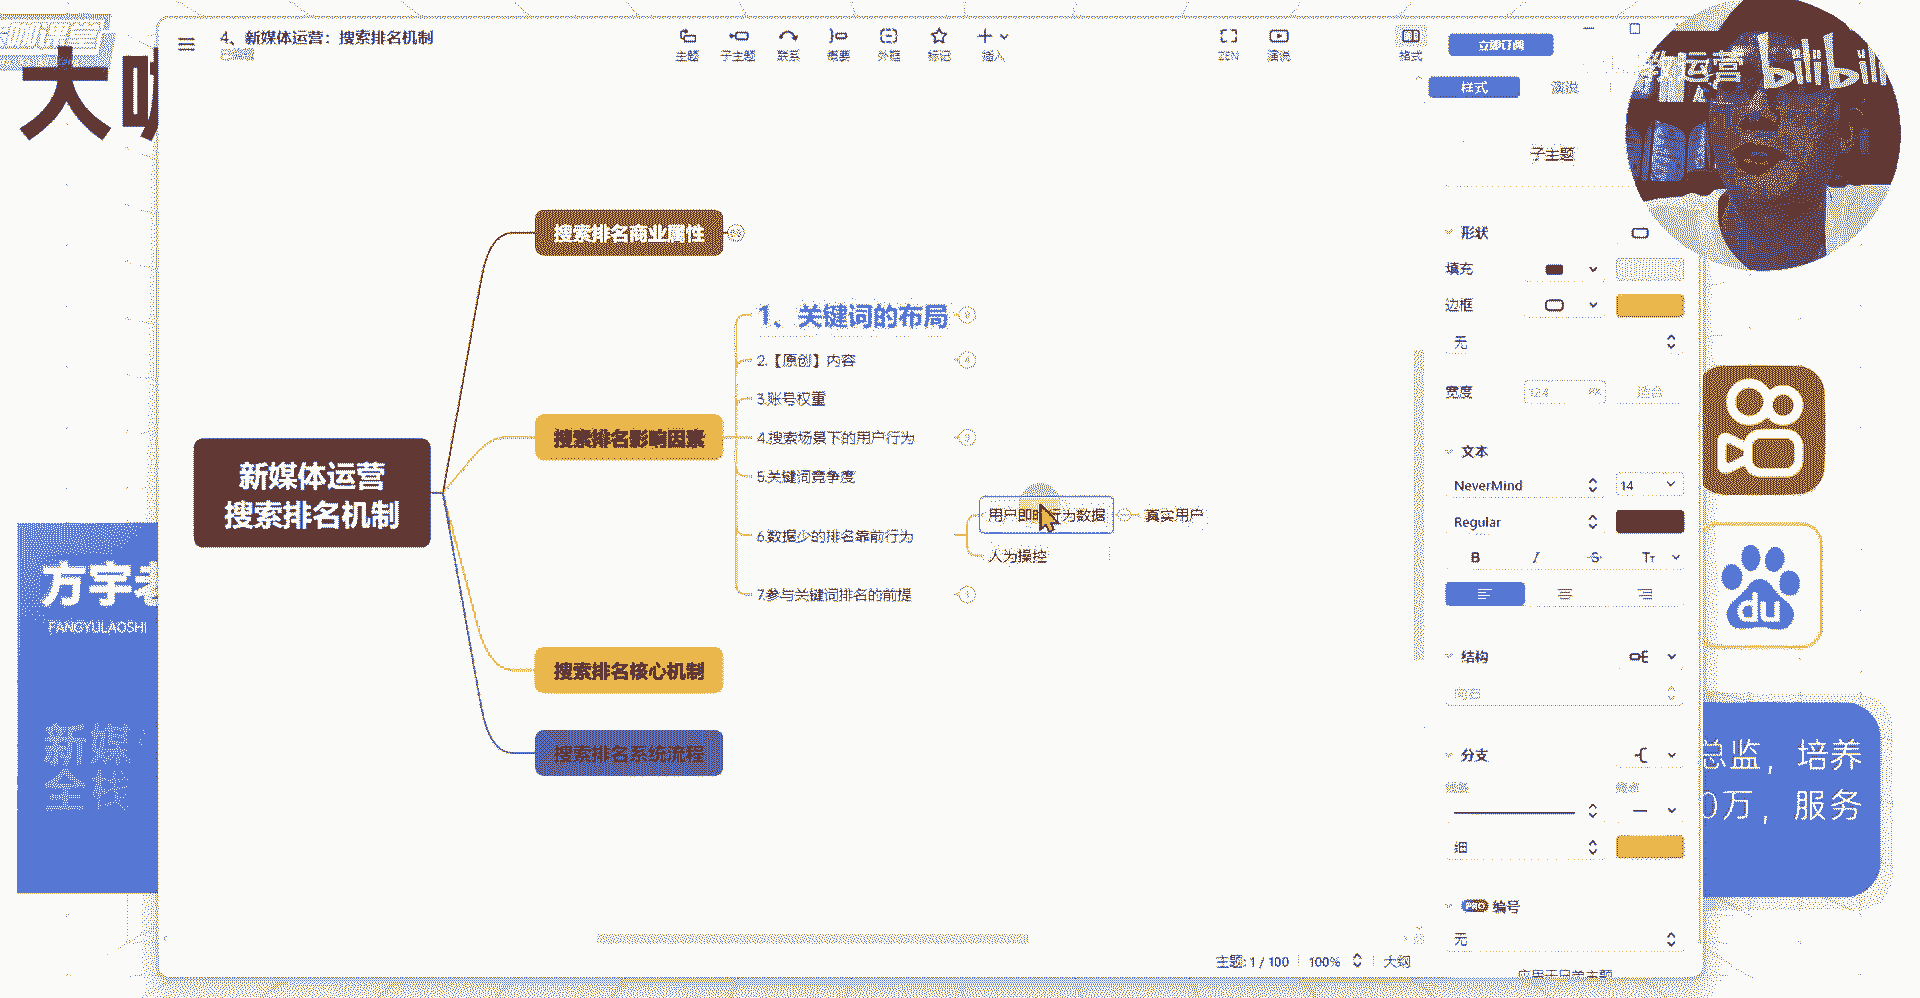 4、新媒体运营：搜索排名机制
已编辑
主题
子主题
联系
概要
外框
标记
插入
ZEN
演说
格式
立即订阅
运营 bilibili
大
样式
演说
子主题
搜索排名商业属性
形状
填充
边框
无
1、关键词的布局
2.【原创】内容
3.账号权重
4.搜索场景下的用户行为
5.关键词竞争度
6.数据少的排名靠前行为
7.参与关键词排名的前提
搜索排名影响因素
新媒体运营
搜索排名机制
用户即时行为数据
真实用户
人为操控
搜索排名核心机制
搜索排名系统流程
宽度
124
文本
NeverMind
14
Regular
B
I
S
结构
分支
细
PRO 编号
无
主题: 1 / 100
100%
大纲
方宇老
FANGYULAOSHI
新媒
全栈
du
总监，培养
0万，服务